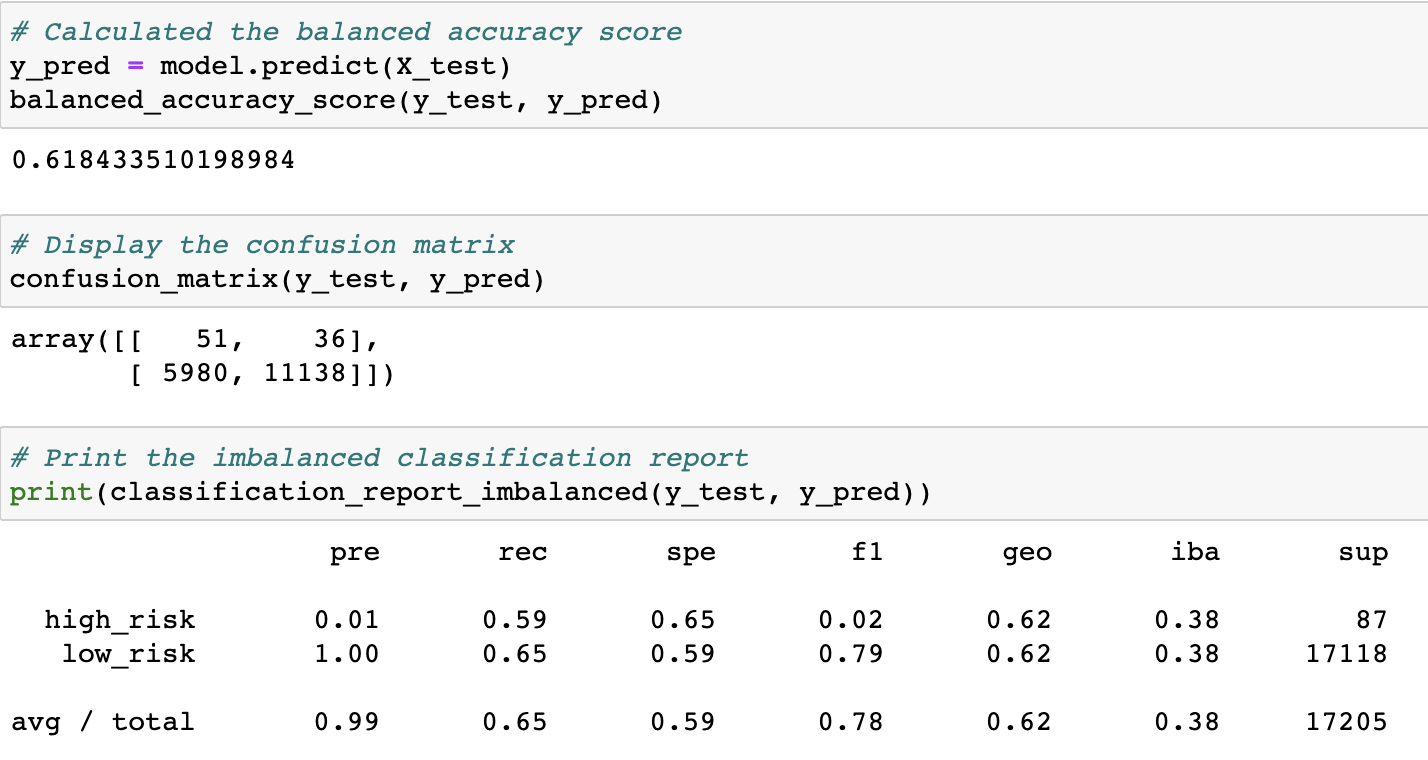 # Calculated the balanced accuracy score
y_pred = model.predict(X_test)
balanced_accuracy_score(y_test, y_pred)
0.618433510198984
# Display the confusion matrix
confusion_matrix(y_test, y_pred)
array([[   51,    36],
       [ 5980, 11138]])
# Print the imbalanced classification report
print(classification_report_imbalanced(y_test, y_pred))
                   pre       rec       spe        f1       geo       iba       sup
  high_risk       0.01      0.59      0.65      0.02      0.62      0.38        87
   low_risk       1.00      0.65      0.59      0.79      0.62      0.38     17118
avg / total       0.99      0.65      0.59      0.78      0.62      0.38     17205